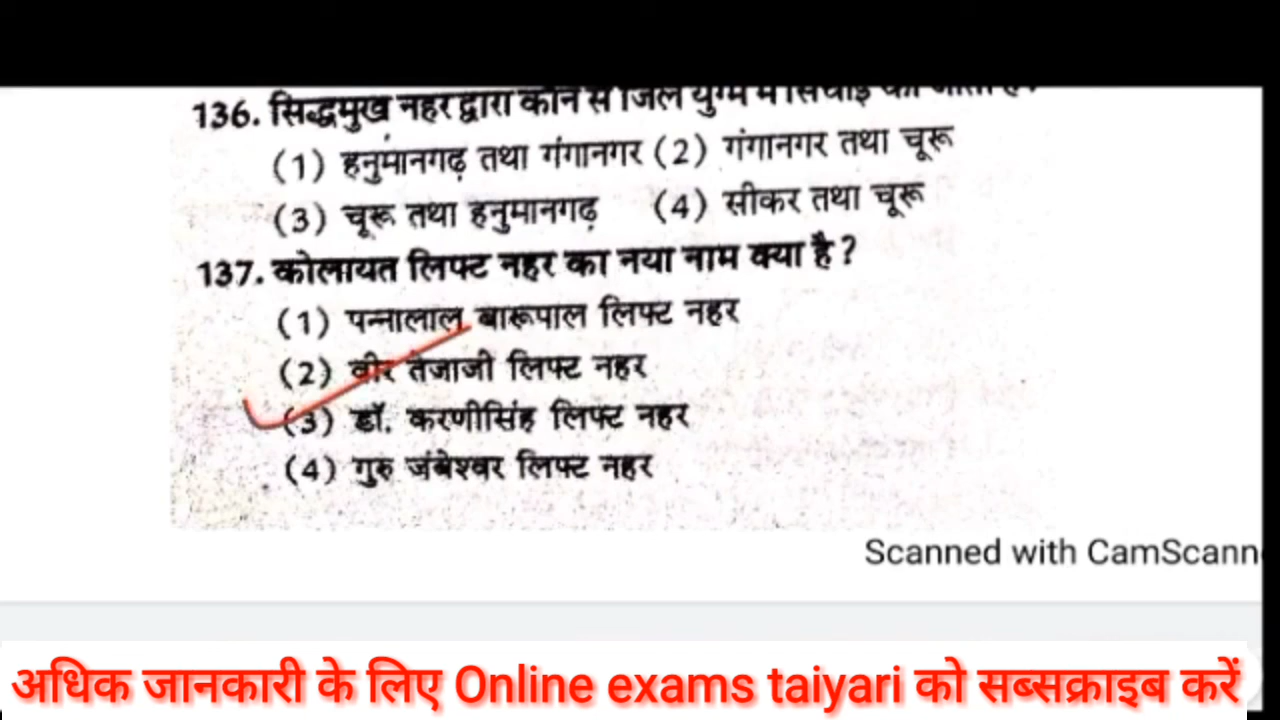 136. सिद्धमुख नहर द्वारा कौन से जिले युग्म में सिंचाई की जाती है?
(1) हनुमानगढ़ तथा गंगानगर (2) गंगानगर तथा चूरू
(3) चूरू तथा हनुमानगढ़ (4) सीकर तथा चूरू
137. कोलायत लिफ्ट नहर का नया नाम क्या है?
(1) पन्नालाल बारूपाल लिफ्ट नहर
(2) वीर तेजाजी लिफ्ट नहर
(3) डॉ. करणीसिंह लिफ्ट नहर
(4) गुरु जंबेश्वर लिफ्ट नहर
Scanned with CamScann
अधिक जानकारी के लिए Online exams taiyari को सब्सक्राइब करें